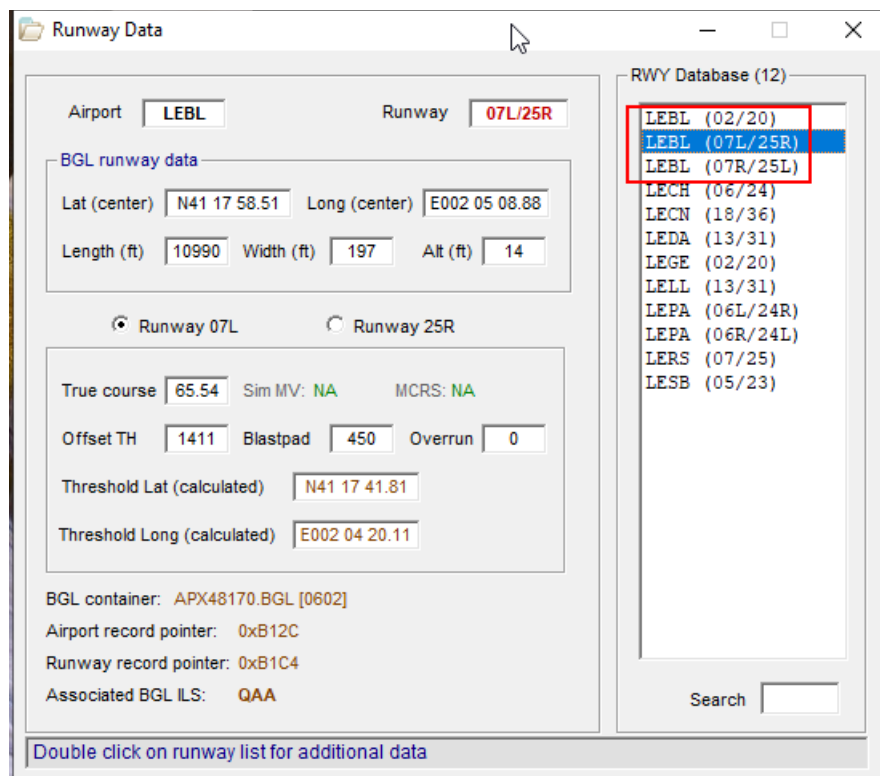 Runway Data
Airport LEBL Runway 07L/25R
BGL runway data
Lat (center) N41 17 58.51 Long (center) E002 05 08.88
Length (ft) 10990 Width (ft) 197 Alt (ft) 14
Runway 07L Runway 25R
True course 65.54 Sim MV: NA MCRS: NA
Offset TH 1411 Blastpad 450 Overrun 0
Threshold Lat (calculated) N41 17 41.81
Threshold Long (calculated) E002 04 20.11
BGL container: APX48170.BGL [0602]
Airport record pointer: 0xB12C
Runway record pointer: 0xB1C4
Associated BGL ILS: QAA
RWY Database (12)
LEBL (02/20)
LEBL (07L/25R)
LEBL (07R/25L)
LECH (06/24)
LECN (18/36)
LEDA (13/31)
LEGE (02/20)
LELL (13/31)
LEPA (06L/24R)
LEPA (06R/24L)
LERS (07/25)
LESB (05/23)
Search
Double click on runway list for additional data